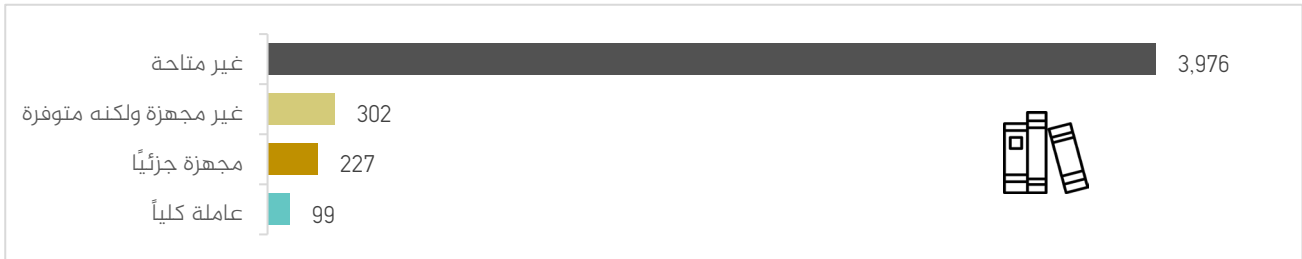 غير متاحة 3,976
غير مجهزة ولكنه متوفرة 302
مجهزة جزئيًا 227
عاملة كلياً 99